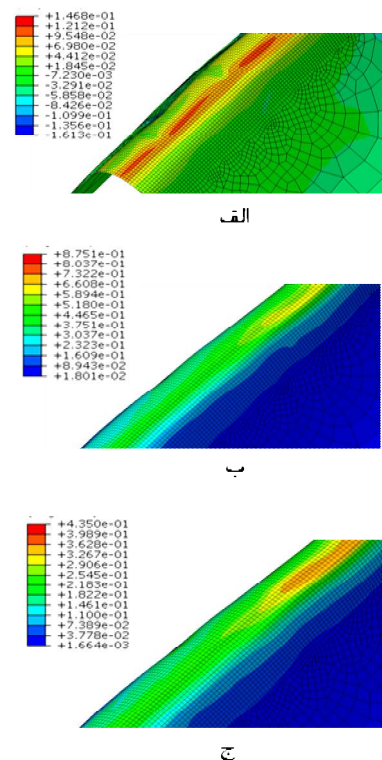 +1.468e-01
+1.212e-01
+9.548e-02
+6.980e-02
+4.412e-02
+1.845e-02
-7.230e-03
-3.291e-02
-5.858e-02
-8.426e-02
-1.099e-01
-1.356e-01
-1.613e-01
الف
+8.751e-01
+8.037e-01
+7.322e-01
+6.608e-01
+5.894e-01
+5.180e-01
+4.465e-01
+3.751e-01
+3.037e-01
+2.323e-01
+1.609e-01
+8.943e-02
+1.801e-02
ب
+4.350e-01
+3.989e-01
+3.628e-01
+3.267e-01
+2.906e-01
+2.545e-01
+2.183e-01
+1.822e-01
+1.461e-01
+1.100e-01
+7.389e-02
+3.778e-02
+1.664e-03
ج